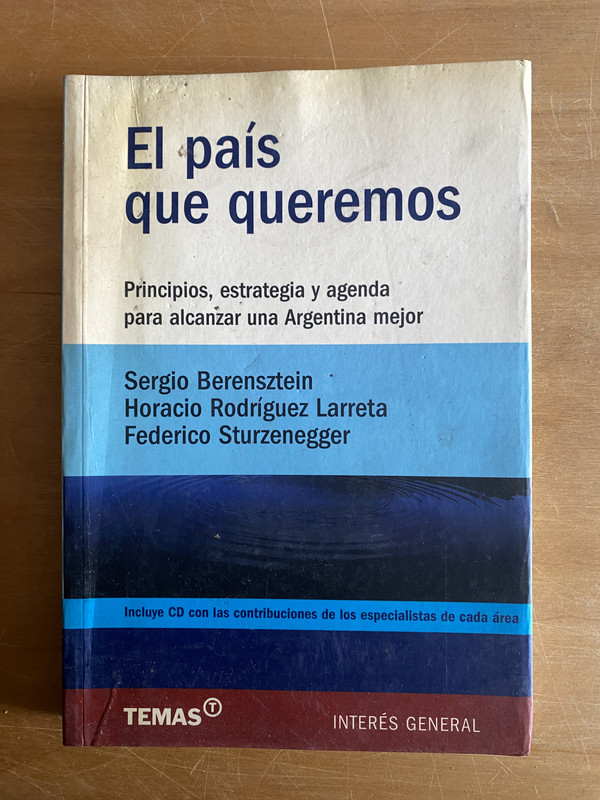 El país
que queremos
Principios, estrategia y agenda
para alcanzar una Argentina mejor
Sergio Berensztein
Horacio Rodríguez Larreta
Federico Sturzenegger
Incluye CD con las contribuciones de los especialistas de cada área
TEMAS T
INTERÉS GENERAL